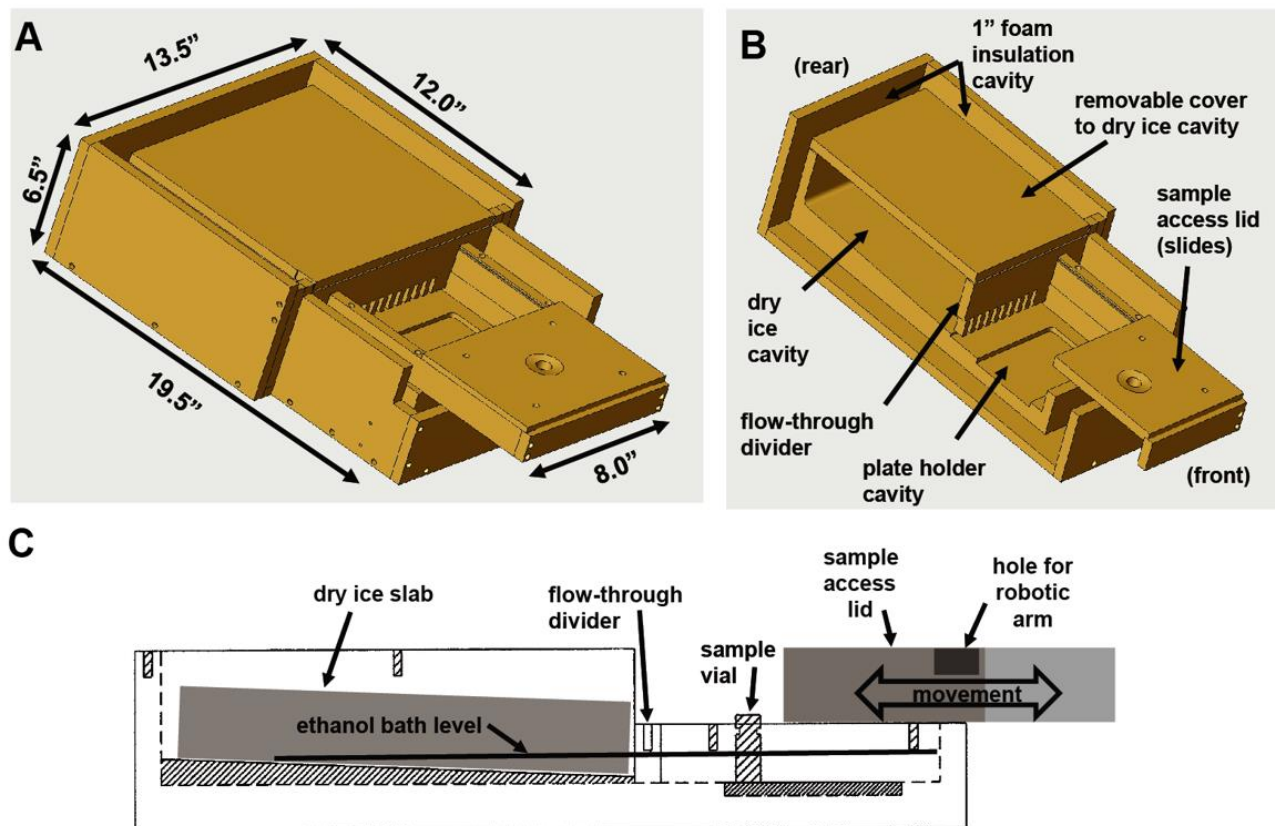 A
13.5”
12.0”
6.5”
19.5”
8.0”
B
(rear)
1” foam
insulation
cavity
removable cover
to dry ice cavity
sample
access lid
(slides)
dry
ice
cavity
flow-through
divider
plate holder
cavity
(front)
C
dry ice slab
flow-through
divider
sample
vial
sample
access
lid
hole for
robotic
arm
movement
ethanol bath level